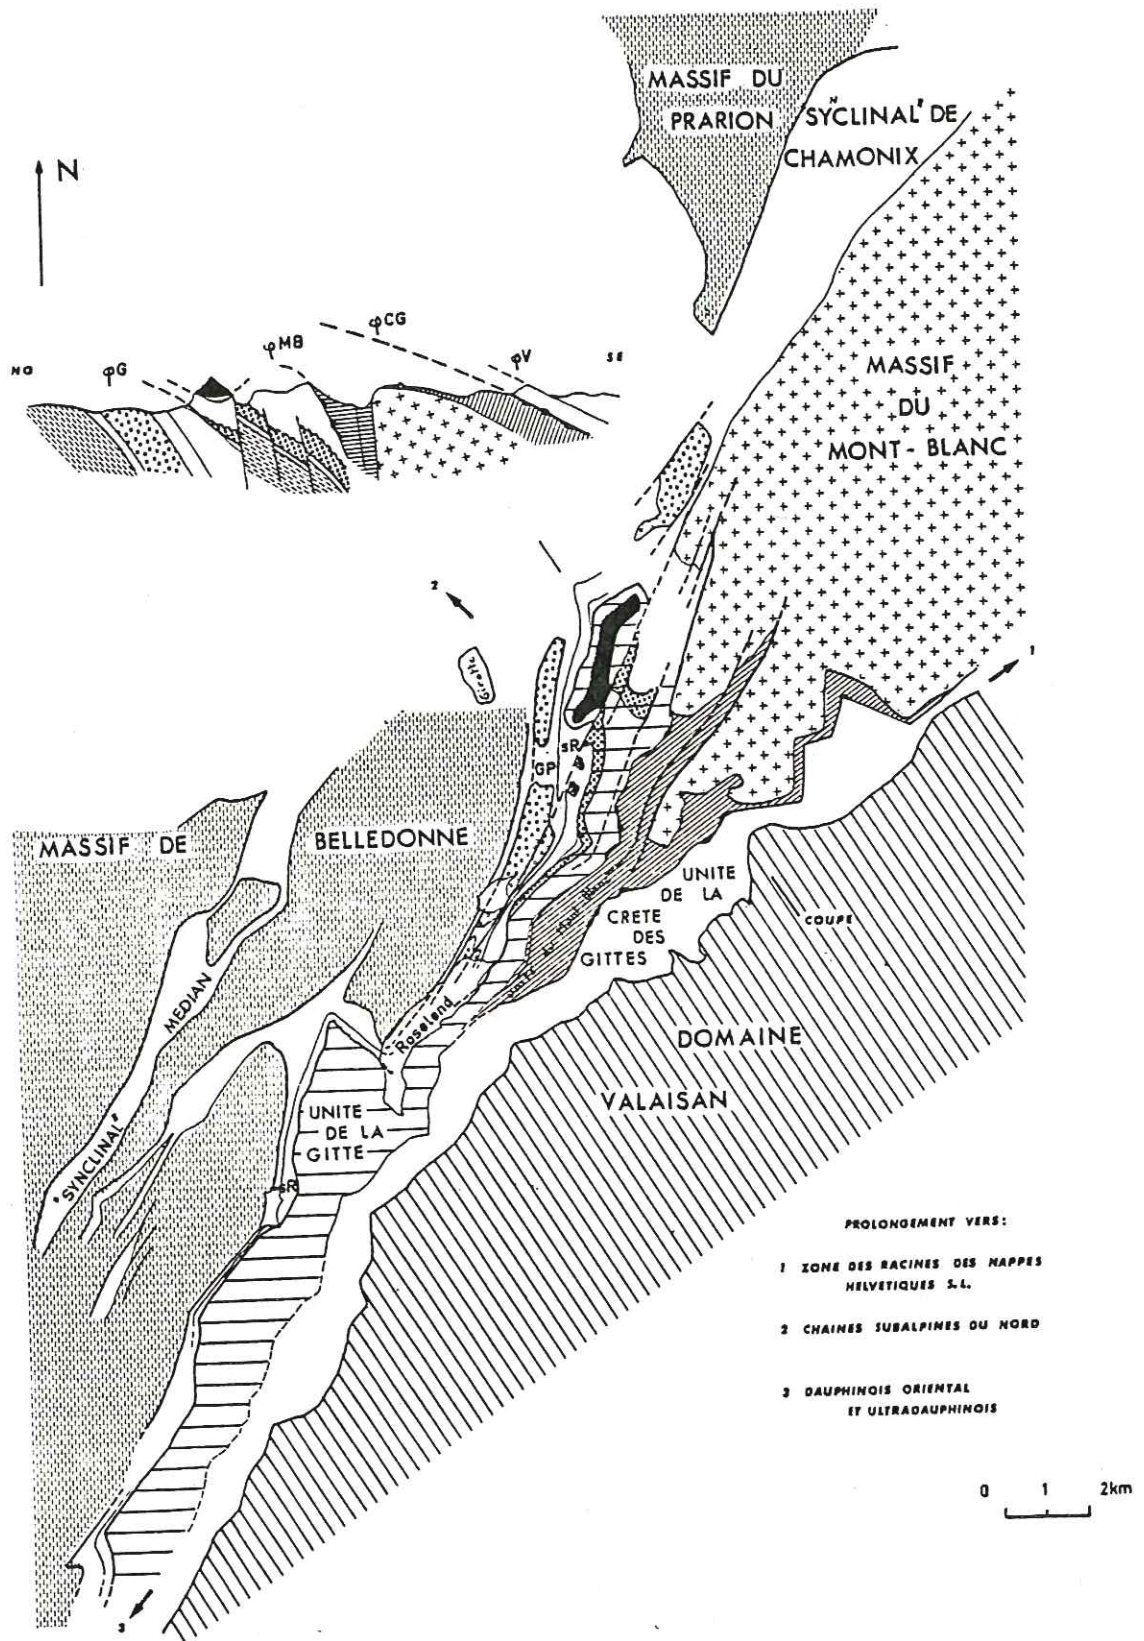 MASSIF DU
PRARION
"SYCLINAL" DE
N
CHAMONIX
N
φCG
φMB
φG
φV
NO
SE
MASSIF
DU
MONT - BLANC
2
Girotte
1
sR
GP
MASSIF DE
BELLEDONNE
UNITE
DE LA
CRETE
DES
GITTES
COUPE
MEDIAN
Roselend
DOMAINE
VALAISAN
UNITE
DE LA
GITTE
"SYNCLINAL"
sR
PROLONGEMENT VERS:
1 ZONE DES RACINES DES NAPPES
HELVETIQUES S.L.
2 CHAINES SUBALPINES DU NORD
3 DAUPHINOIS ORIENTAL
ET ULTRADAUPHINOIS
0 1 2km
3